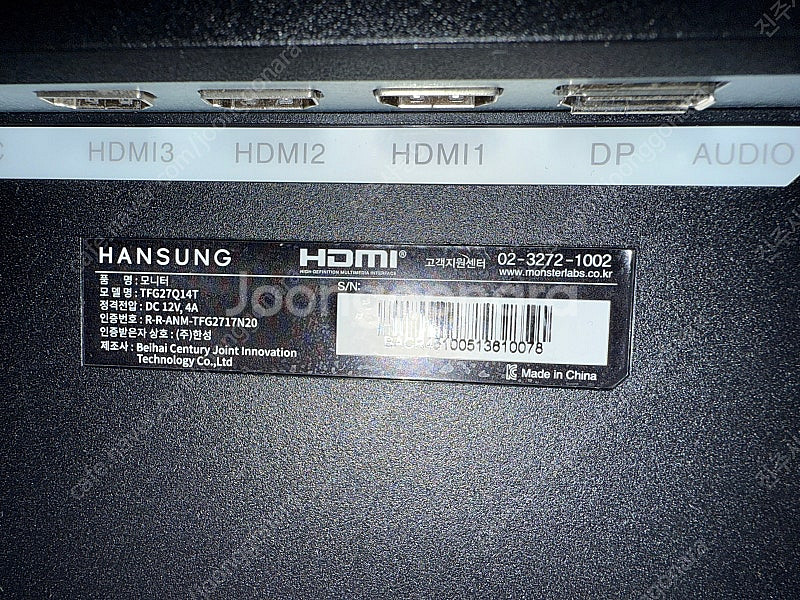 C HDMI3 HDMI2 HDMI1 DP AUDIO
HANSUNG HDMI® 고객지원센터 02-3272-1002
HIGH-DEFINITION MULTIMEDIA INTERFACE www.monsterlabs.co.kr
품 명 : 모니터
모 델 명 : TFG27Q14T
정격전압 : DC 12V, 4A
인증번호 : R-R-ANM-TFG2717N20
인증받은자 상호 : (주)한성
제조사 : Beihai Century Joint Innovation
Technology Co.,Ltd
S/N:
Made in China
Joongonara